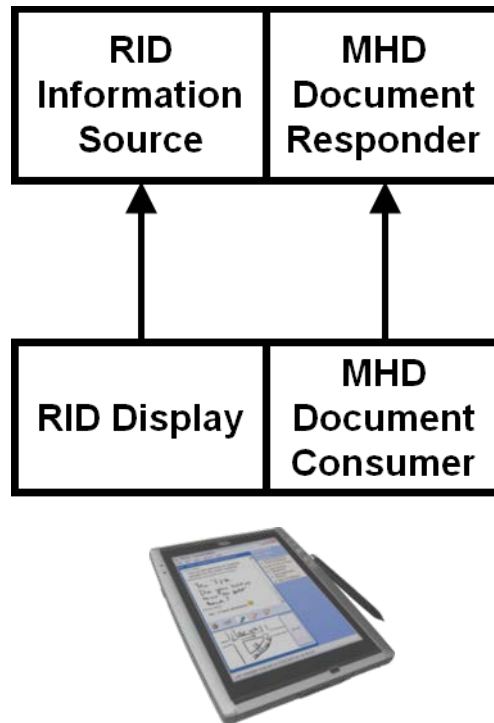 RID
Information
Source
MHD
Document
Responder
RID Display
MHD
Document
Consumer